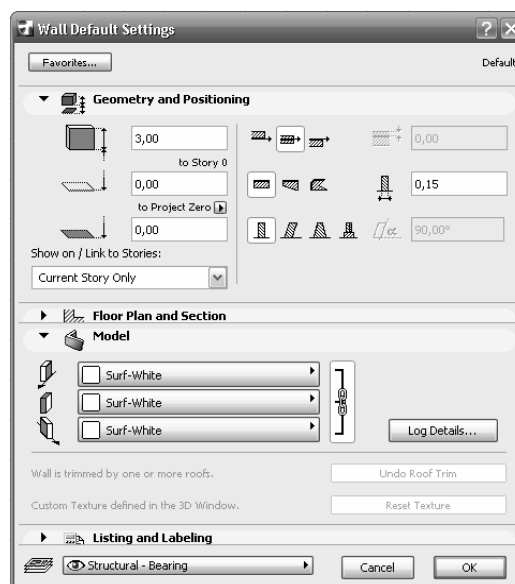 Wall Default Settings
Favorites...
Default
Geometry and Positioning
3,00
0,00
to Story 0
0,00
0,15
to Project Zero
0,00
α
90,00°
Show on / Link to Stories:
Current Story Only
Floor Plan and Section
Model
Surf-White
Surf-White
Surf-White
Log Details...
Wall is trimmed by one or more roofs.
Undo Roof Trim
Custom Texture defined in the 3D Window.
Reset Texture
Listing and Labeling
Structural - Bearing
Cancel
OK